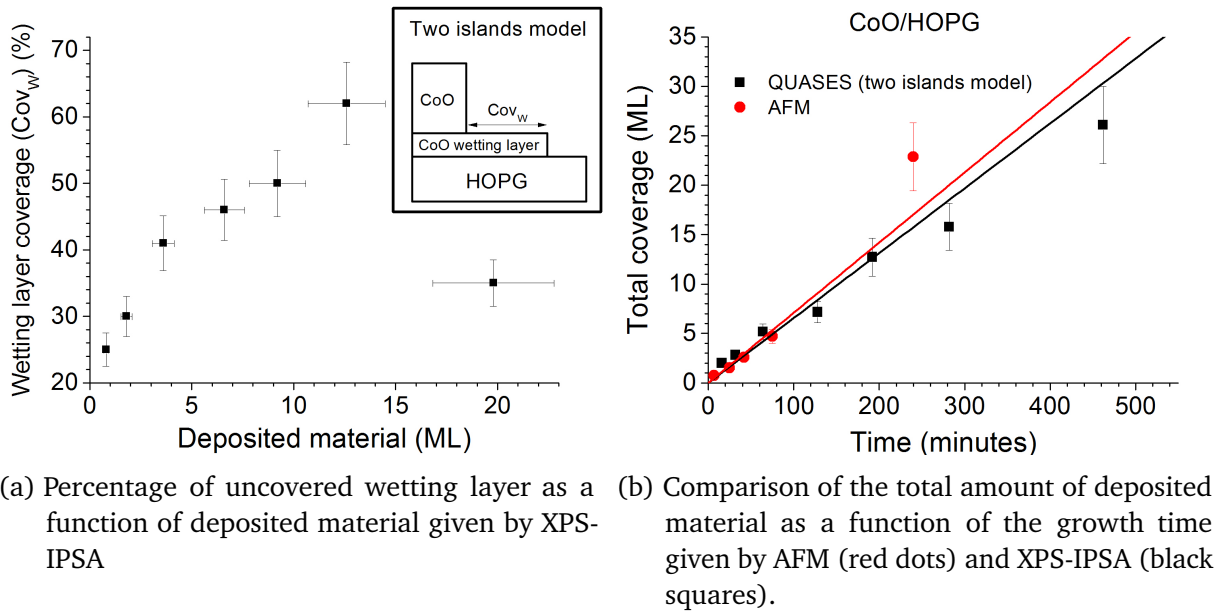 Wetting layer coverage (Cov_W) (%)
70
60
50
40
30
20
0
5
10
15
20
Deposited material (ML)
Two islands model
CoO
Cov_W
CoO wetting layer
HOPG
CoO/HOPG
Total coverage (ML)
35
30
25
20
15
10
5
0
QUASES (two islands model)
AFM
0
100
200
300
400
500
Time (minutes)
(a) Percentage of uncovered wetting layer as a
function of deposited material given by XPS-
IPSA
(b) Comparison of the total amount of deposited
material as a function of the growth time
given by AFM (red dots) and XPS-IPSA (black
squares).